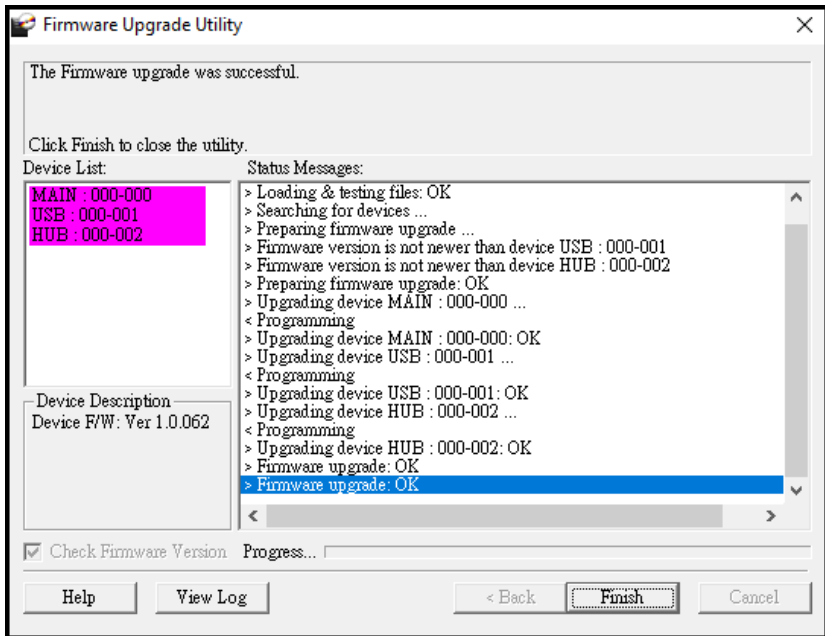 Firmware Upgrade Utility
The Firmware upgrade was successful.
Click Finish to close the utility.
Device List:
MAIN : 000-000
USB : 000-001
HUB : 000-002
Status Messages:
> Loading & testing files: OK
> Searching for devices ...
> Preparing firmware upgrade ...
> Firmware version is not newer than device USB : 000-001
> Firmware version is not newer than device HUB : 000-002
> Preparing firmware upgrade: OK
> Upgrading device MAIN : 000-000 ...
< Programming
> Upgrading device MAIN : 000-000: OK
> Upgrading device USB : 000-001 ...
< Programming
> Upgrading device USB : 000-001: OK
> Upgrading device HUB : 000-002 ...
< Programming
> Upgrading device HUB : 000-002: OK
> Firmware upgrade: OK
> Firmware upgrade: OK
Device Description
Device F/W: Ver 1.0.062
Check Firmware Version
Progress...
Help
View Log
< Back
Finish
Cancel